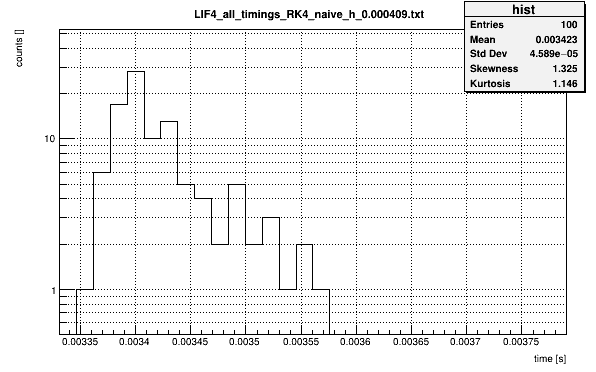 LIF4_all_timings_RK4_naive_h_0.000409.txt
hist
Entries 100
Mean 0.003423
Std Dev 4.589e−05
Skewness 1.325
Kurtosis 1.146
counts []
10
1
0.00335 0.0034 0.00345 0.0035 0.00355 0.0036 0.00365 0.0037 0.00375
time [s]